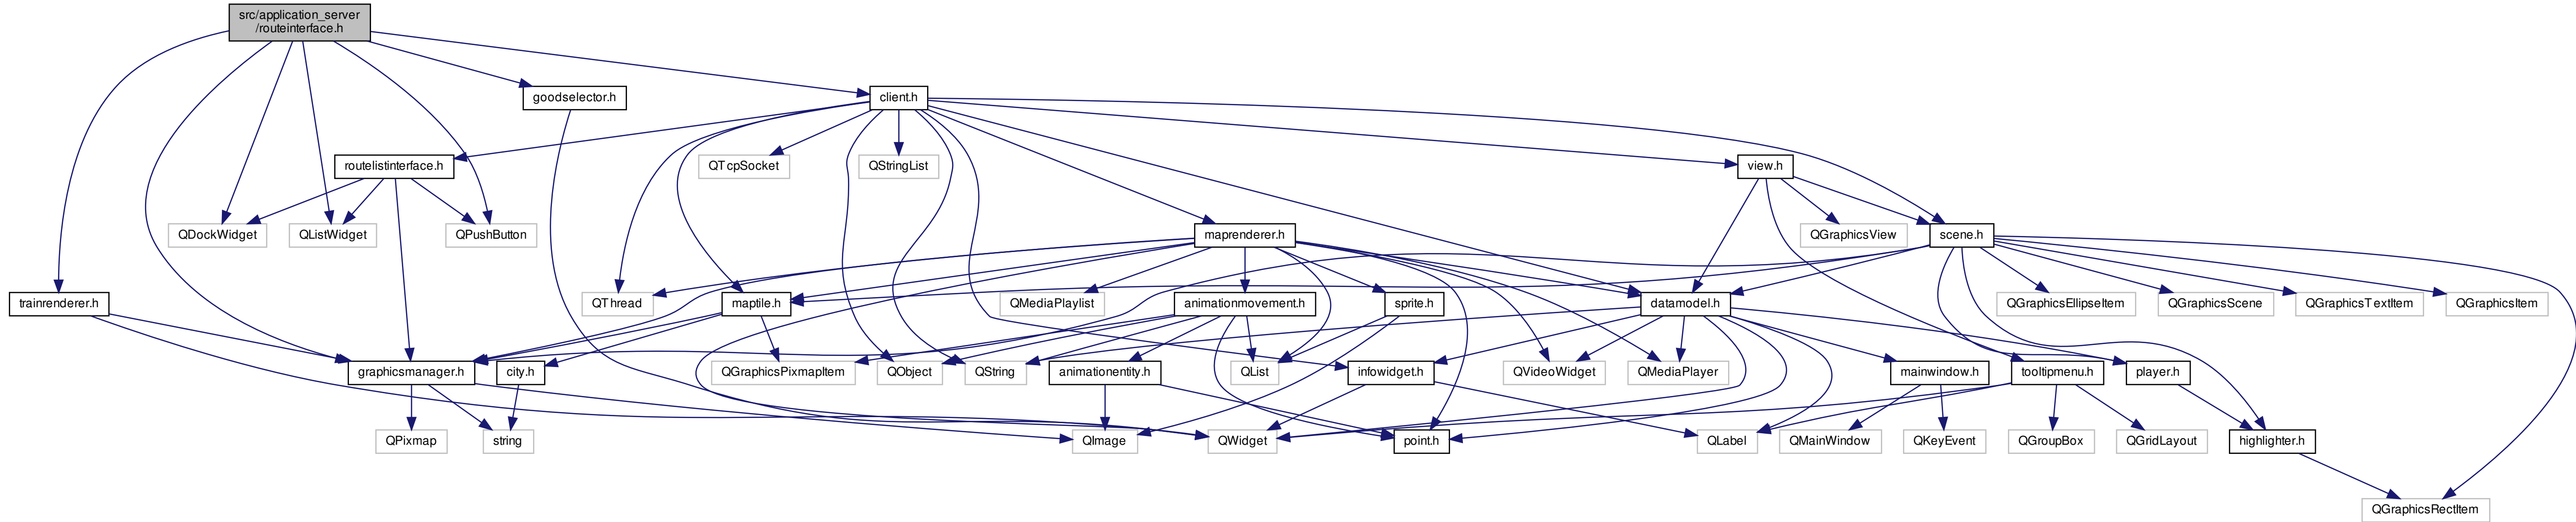 src/application_server
/routeinterface.h
goodselector.h
client.h
routelistinterface.h
QTcpSocket
QStringList
view.h
QDockWidget
QListWidget
QPushButton
maprenderer.h
QGraphicsView
scene.h
trainrenderer.h
QThread
maptile.h
QMediaPlaylist
animationmovement.h
sprite.h
datamodel.h
QGraphicsEllipseItem
QGraphicsScene
QGraphicsTextItem
QGraphicsItem
graphicsmanager.h
city.h
QGraphicsPixmapItem
QObject
QString
animationentity.h
QList
infowidget.h
QVideoWidget
QMediaPlayer
mainwindow.h
tooltipmenu.h
player.h
QPixmap
string
QImage
QWidget
point.h
QLabel
QMainWindow
QKeyEvent
QGroupBox
QGridLayout
highlighter.h
QGraphicsRectItem